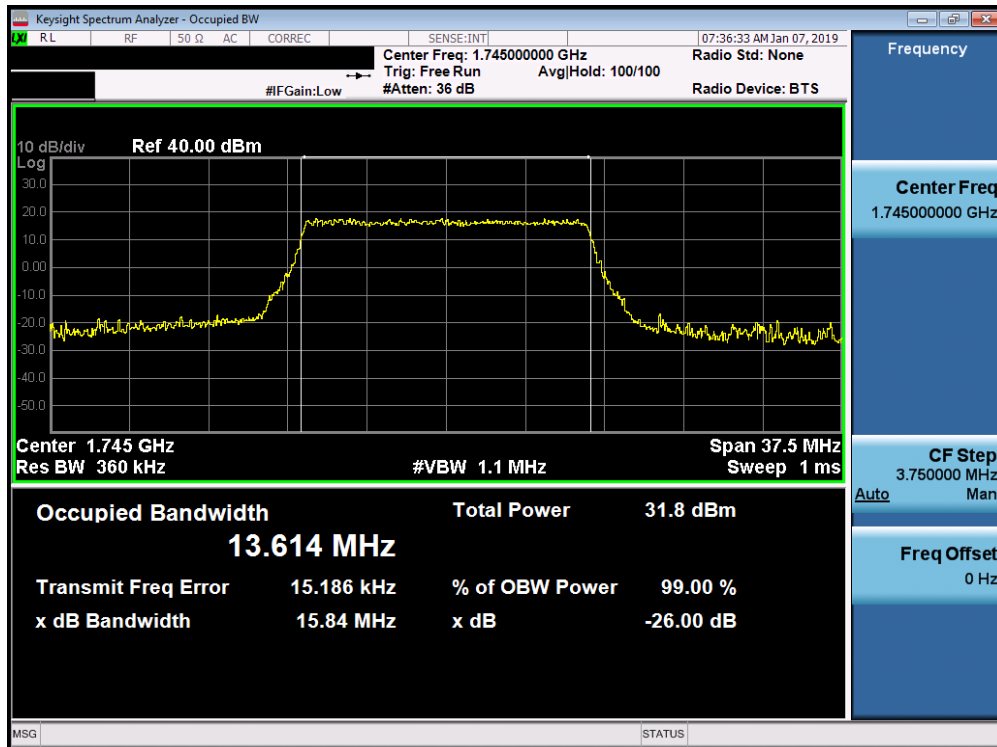 Keysight Spectrum Analyzer - Occupied BW
LXI RL RF 50 Ω AC CORREC SENSE:INT 07:36:33 AM Jan 07, 2019
Center Freq: 1.745000000 GHz Radio Std: None
Trig: Free Run Avg|Hold: 100/100
#IFGain:Low #Atten: 36 dB Radio Device: BTS
Frequency
10 dB/div Ref 40.00 dBm
Log
30.0
20.0
10.0
0.00
-10.0
-20.0
-30.0
-40.0
-50.0
Center 1.745 GHz Span 37.5 MHz
Res BW 360 kHz #VBW 1.1 MHz Sweep 1 ms
Center Freq
1.745000000 GHz
CF Step
3.750000 MHz
Auto Man
Freq Offset
0 Hz
Occupied Bandwidth Total Power 31.8 dBm
13.614 MHz
Transmit Freq Error 15.186 kHz % of OBW Power 99.00 %
x dB Bandwidth 15.84 MHz x dB -26.00 dB
MSG STATUS